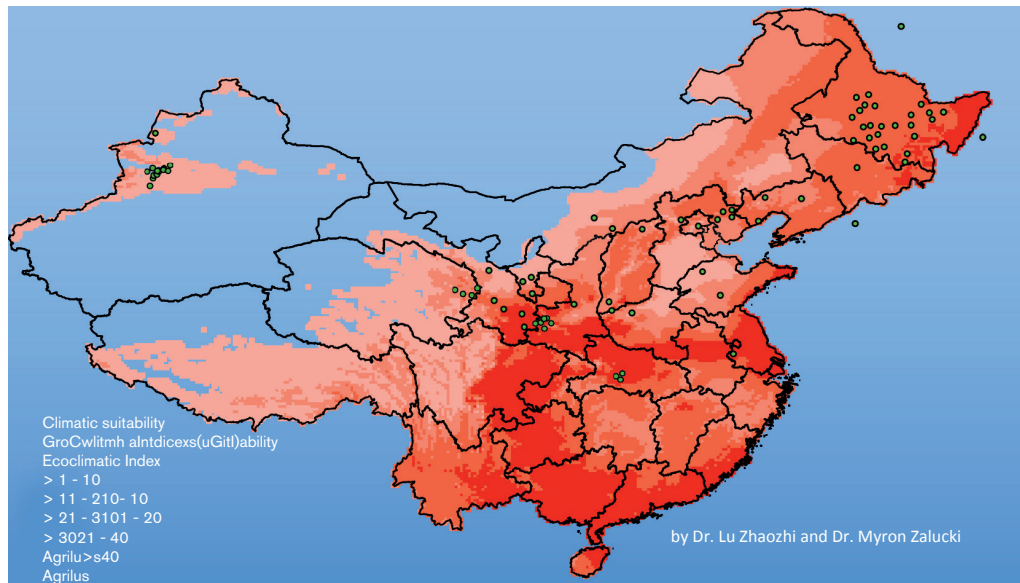 Climatic suitability
GroCwlitmh aIntdicexs(uGitI)ability
Ecoclimatic Index
> 1 - 10
> 11 - 210- 10
> 21 - 3101 - 20
> 3021 - 40
Agrilu>s40
Agrilus
by Dr. Lu Zhaozhi and Dr. Myron Zalucki